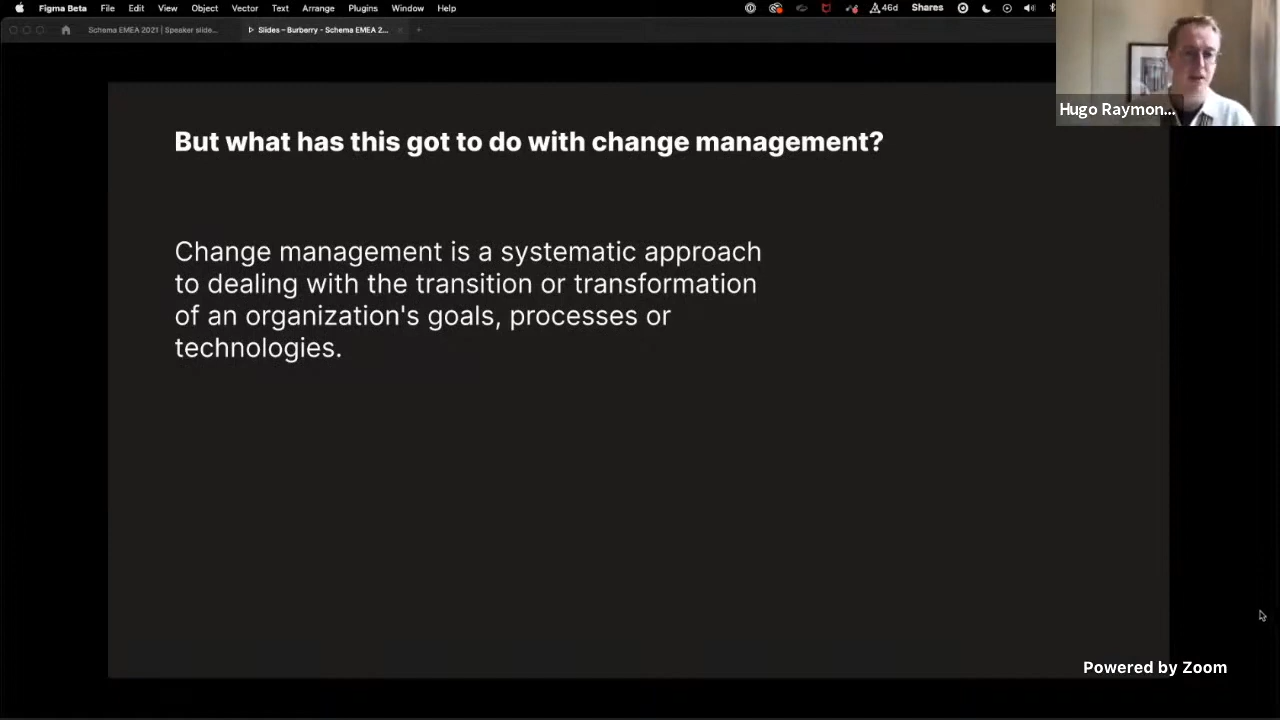 Figma Beta File Edit View Object Vector Text Arrange Plugins Window Help 46d Shares
Schema EMEA 2021 | Speaker slide...
Slides – Burberry - Schema EMEA 2...
Hugo Raymon...
But what has this got to do with change management?
Change management is a systematic approach
to dealing with the transition or transformation
of an organization's goals, processes or
technologies.
Powered by Zoom